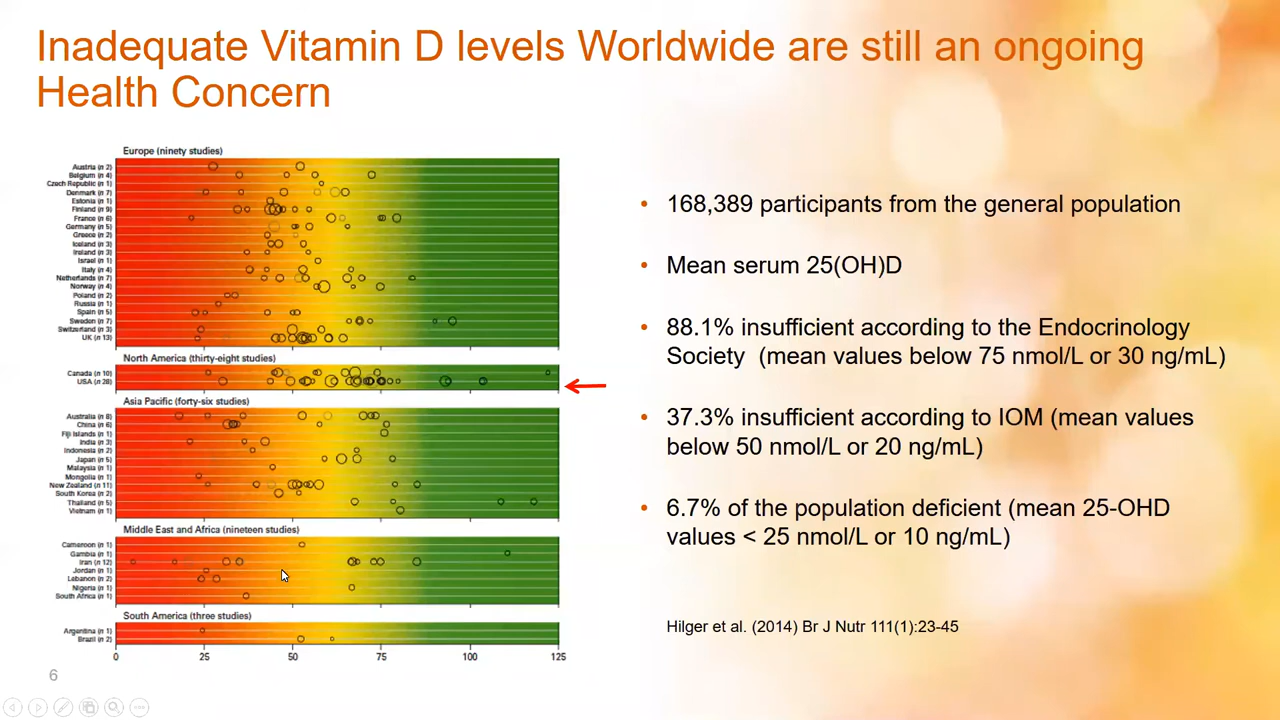 Inadequate Vitamin D levels Worldwide are still an ongoing
Health Concern
Europe (ninety studies)
Austria (n 2)
Belgium (n 4)
Czech Republic (n 1)
Denmark (n 7)
Estonia (n 1)
Finland (n 9)
France (n 6)
Germany (n 5)
Greece (n 2)
Iceland (n 3)
Ireland (n 3)
Israel (n 1)
Italy (n 4)
Netherlands (n 7)
Norway (n 4)
Poland (n 2)
Russia (n 1)
Spain (n 5)
Sweden (n 7)
Switzerland (n 3)
UK (n 13)
North America (thirty-eight studies)
Canada (n 10)
USA (n 28)
Asia Pacific (forty-six studies)
Australia (n 8)
China (n 6)
Fiji Islands (n 1)
India (n 3)
Indonesia (n 2)
Japan (n 5)
Malaysia (n 1)
Mongolia (n 1)
New Zealand (n 11)
South Korea (n 2)
Thailand (n 5)
Vietnam (n 1)
Middle East and Africa (nineteen studies)
Cameroon (n 1)
Gambia (n 1)
Iran (n 12)
Jordan (n 1)
Lebanon (n 2)
Nigeria (n 1)
South Africa (n 1)
South America (three studies)
Argentina (n 1)
Brazil (n 2)
0 25 50 75 100 125
• 168,389 participants from the general population
• Mean serum 25(OH)D
• 88.1% insufficient according to the Endocrinology
Society (mean values below 75 nmol/L or 30 ng/mL)
• 37.3% insufficient according to IOM (mean values
below 50 nmol/L or 20 ng/mL)
• 6.7% of the population deficient (mean 25-OHD
values < 25 nmol/L or 10 ng/mL)
Hilger et al. (2014) Br J Nutr 111(1):23-45
6